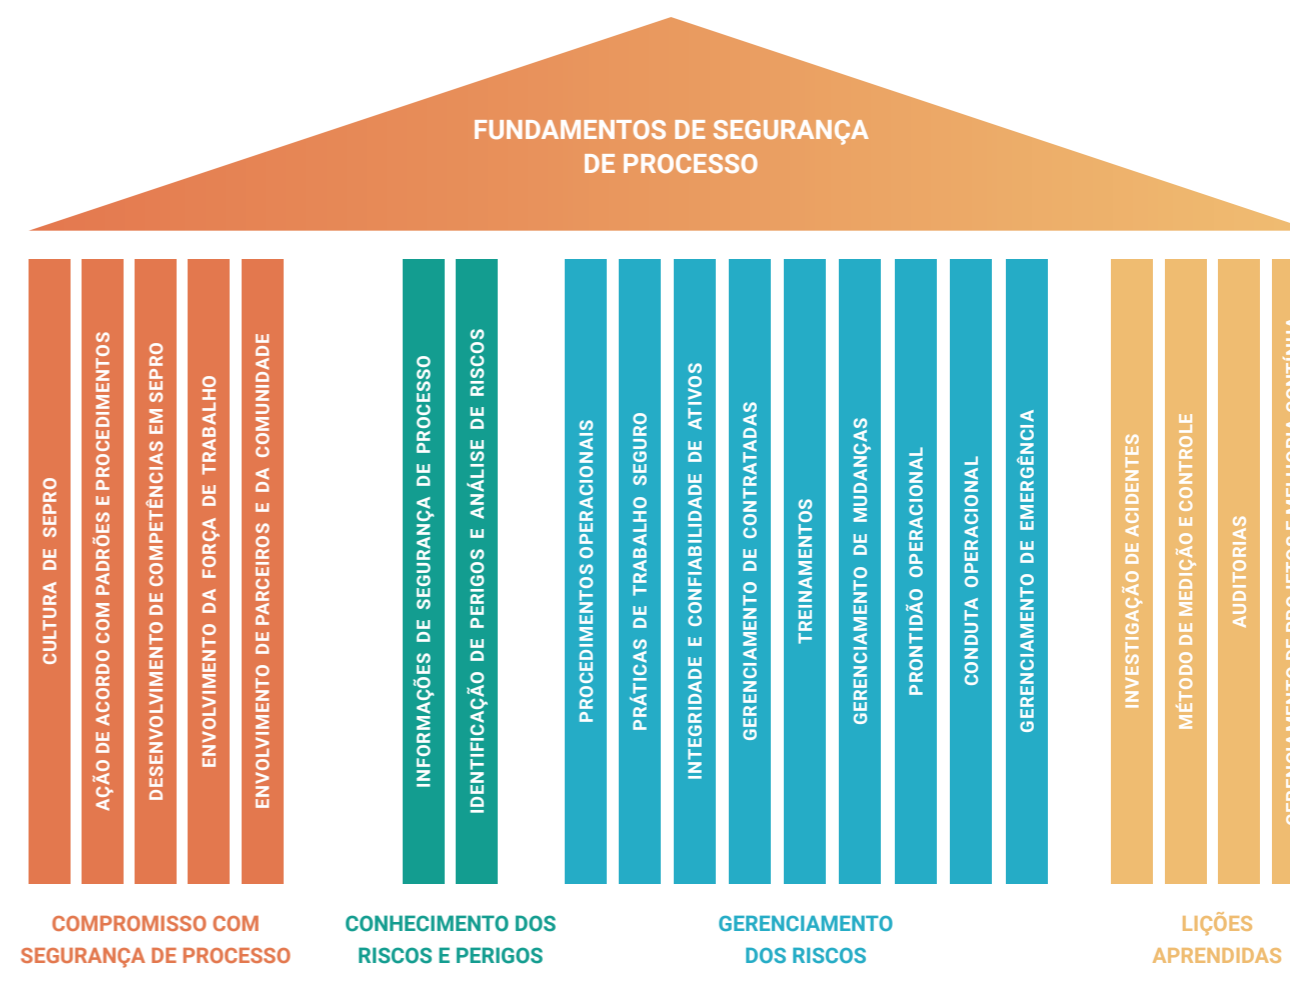 FUNDAMENTOS DE SEGURANÇA
DE PROCESSO
CULTURA DE SEPRO
AÇÃO DE ACORDO COM PADRÕES E PROCEDIMENTOS
DESENVOLVIMENTO DE COMPETÊNCIAS EM SEPRO
ENVOLVIMENTO DA FORÇA DE TRABALHO
ENVOLVIMENTO DE PARCEIROS E DA COMUNIDADE
COMPROMISSO COM
SEGURANÇA DE PROCESSO
INFORMAÇÕES DE SEGURANÇA DE PROCESSO
IDENTIFICAÇÃO DE PERIGOS E ANÁLISE DE RISCOS
CONHECIMENTO DOS
RISCOS E PERIGOS
PROCEDIMENTOS OPERACIONAIS
PRÁTICAS DE TRABALHO SEGURO
INTEGRIDADE E CONFIABILIDADE DE ATIVOS
GERENCIAMENTO DE CONTRATADAS
TREINAMENTOS
GERENCIAMENTO DE MUDANÇAS
PRONTIDÃO OPERACIONAL
CONDUTA OPERACIONAL
GERENCIAMENTO DE EMERGÊNCIA
GERENCIAMENTO
DOS RISCOS
INVESTIGAÇÃO DE ACIDENTES
MÉTODO DE MEDIÇÃO E CONTROLE
AUDITORIAS
LIÇÕES
APRENDIDAS